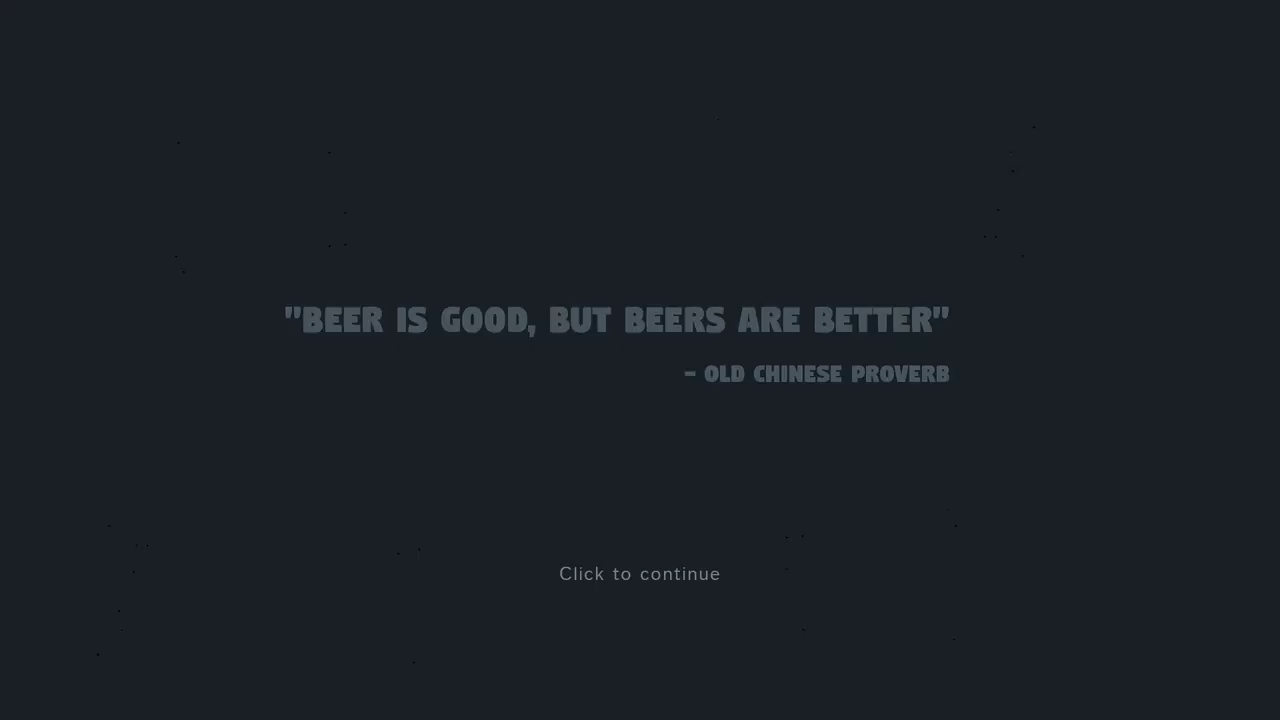 "BEER IS GOOD, BUT BEERS ARE BETTER"
- OLD CHINESE PROVERB
Click to continue